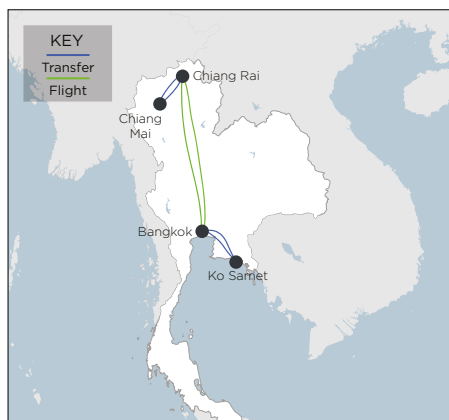 KEY
Transfer
Flight
Chiang Rai
Chiang
Mai
Bangkok
Ko Samet